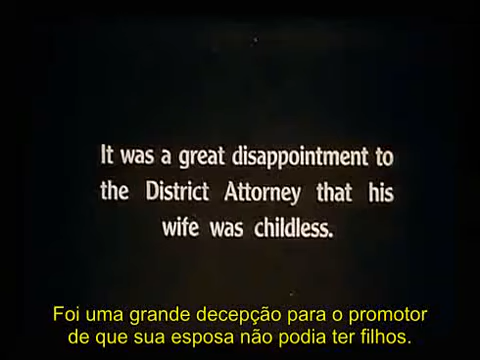 It was a great disappointment to
the District Attorney that his
wife was childless.
Foi uma grande decepção para o promotor
de que sua esposa não podia ter filhos.